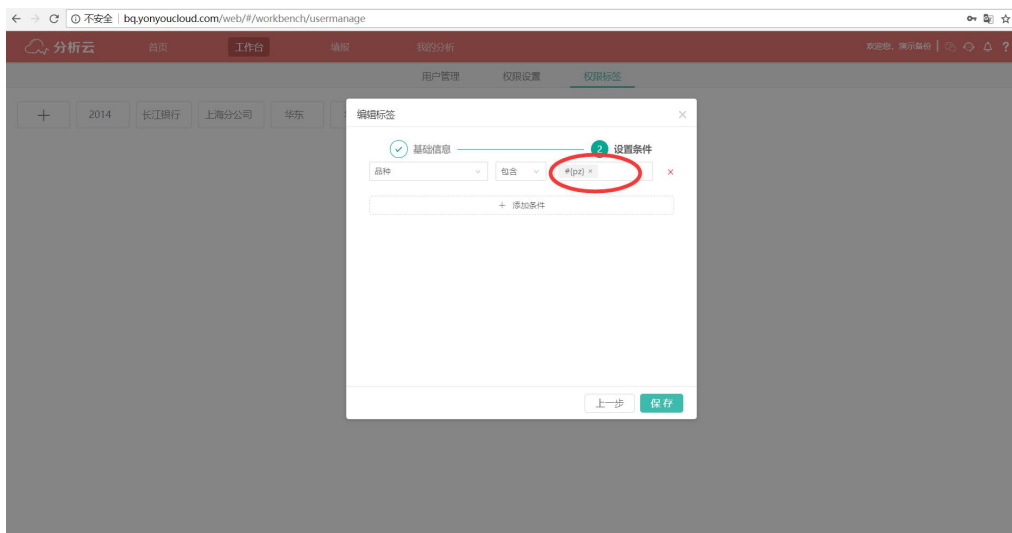 不安全 | bq.yonyoucloud.com/web/#/workbench/usermanage
分析云 首页 工作台 填报 我的分析 欢迎您，演示备份
用户管理 权限设置 权限标签
+ 2014 长江银行 上海分公司 华东
编辑标签 ×
基础信息 2 设置条件
品种 包含 #(pz) × ×
+ 添加条件
上一步 保存